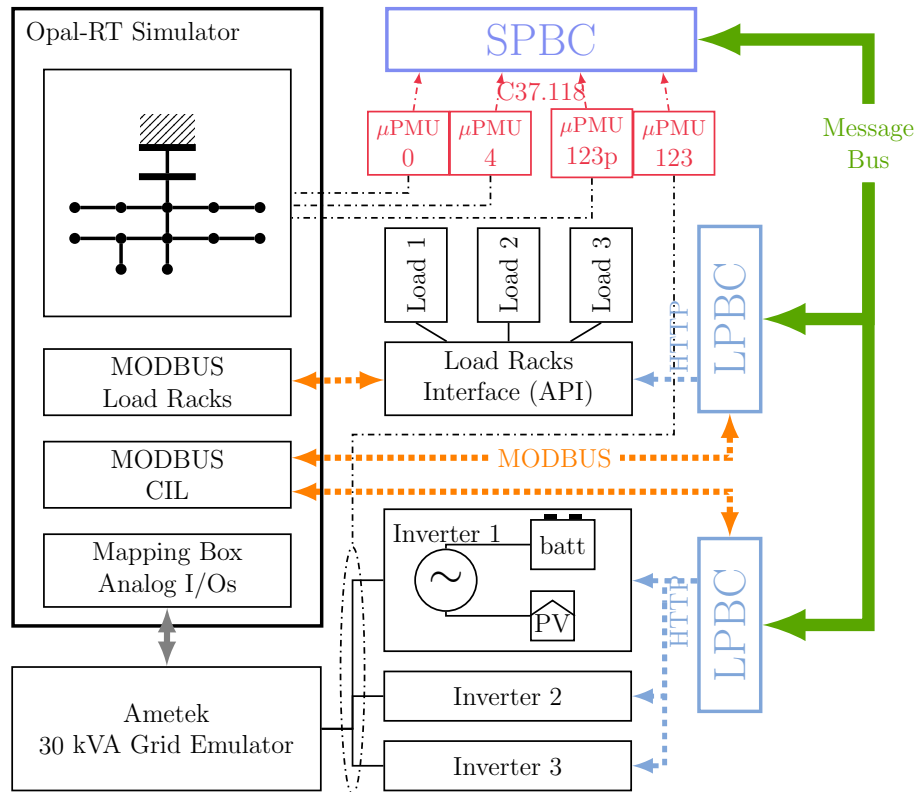 Opal-RT Simulator
SPBC
C37.118
μPMU
0
μPMU
4
μPMU
123p
μPMU
123
Message
Bus
Load 1
Load 2
Load 3
LPBC
HTTP
MODBUS
Load Racks
Load Racks
Interface (API)
MODBUS
CIL
MODBUS
Mapping Box
Analog I/Os
Inverter 1
batt
~
PV
HTTP
LPBC
Ametek
30 kVA Grid Emulator
Inverter 2
Inverter 3